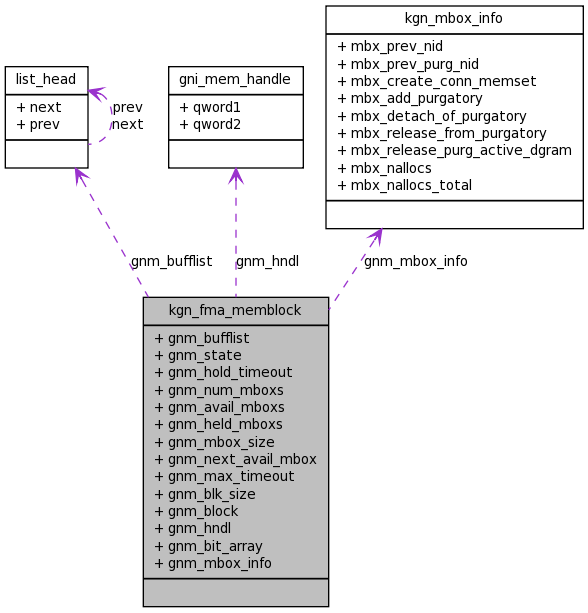 kgn_mbox_info
+ mbx_prev_nid
+ mbx_prev_purg_nid
+ mbx_create_conn_memset
+ mbx_add_purgatory
+ mbx_detach_of_purgatory
+ mbx_release_from_purgatory
+ mbx_release_purg_active_dgram
+ mbx_nallocs
+ mbx_nallocs_total
list_head
+ next
+ prev
prev
next
gni_mem_handle
+ qword1
+ qword2
gnm_bufflist
gnm_hndl
gnm_mbox_info
kgn_fma_memblock
+ gnm_bufflist
+ gnm_state
+ gnm_hold_timeout
+ gnm_num_mboxs
+ gnm_avail_mboxs
+ gnm_held_mboxs
+ gnm_mbox_size
+ gnm_next_avail_mbox
+ gnm_max_timeout
+ gnm_blk_size
+ gnm_block
+ gnm_hndl
+ gnm_bit_array
+ gnm_mbox_info